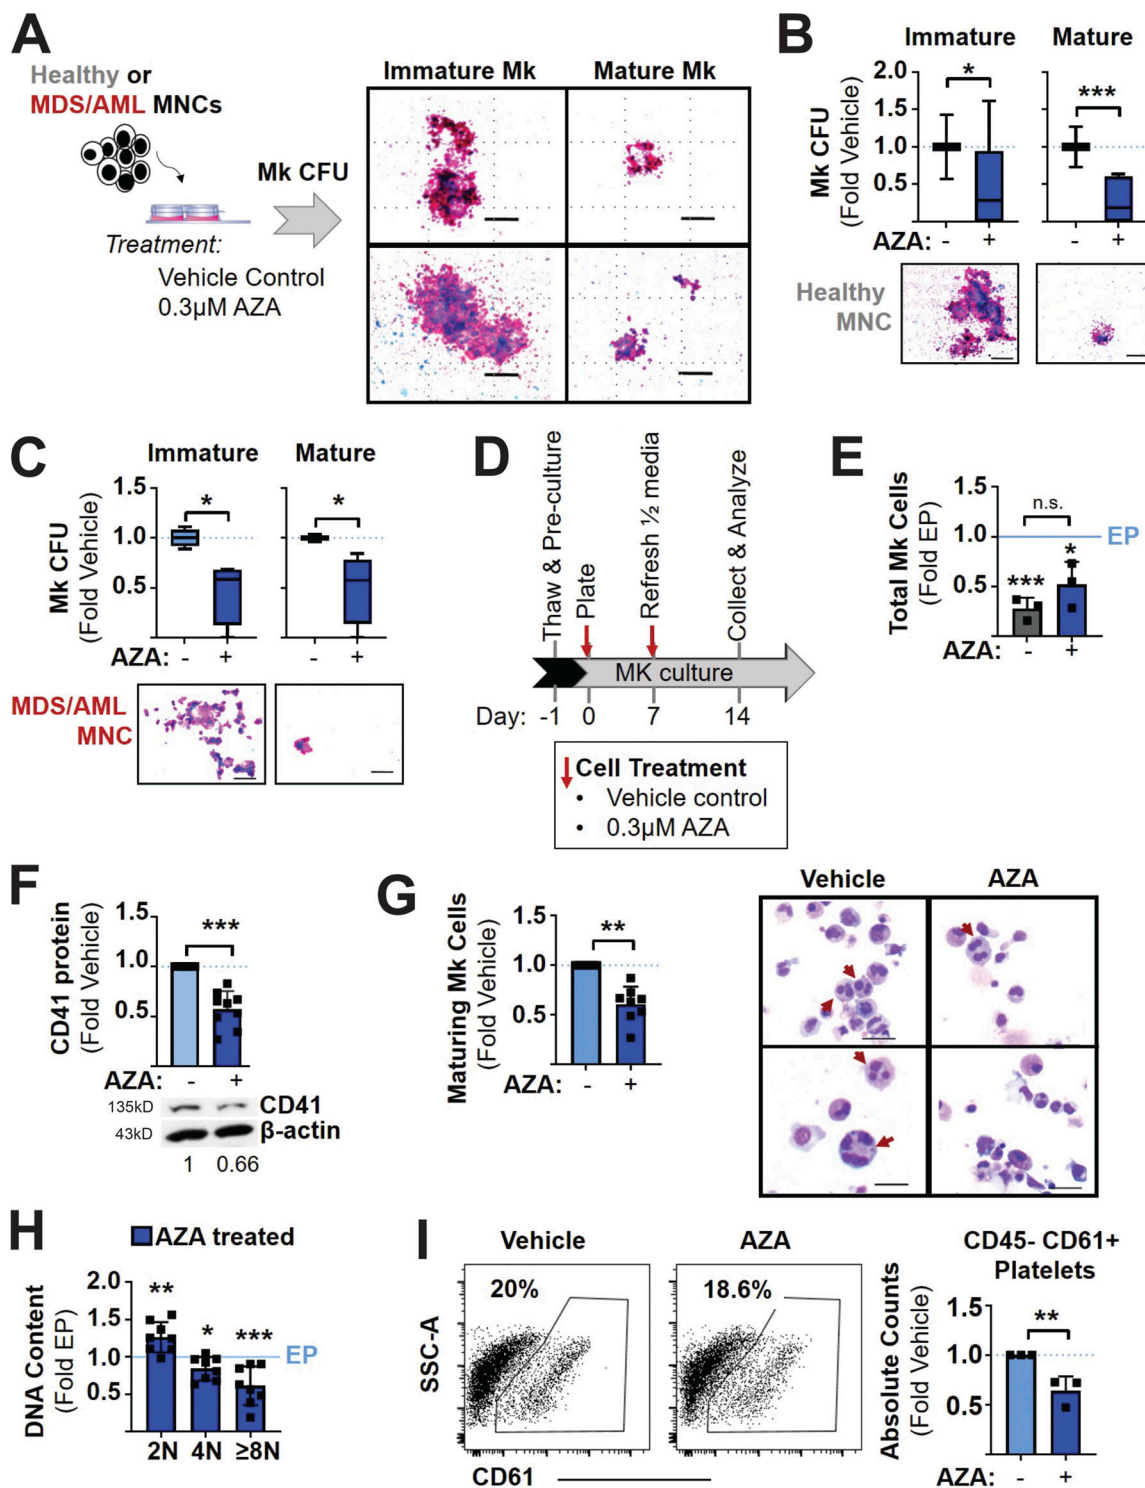 A
Healthy or
MDS/AML MNCs
Mk CFU
Treatment:
Vehicle Control
0.3µM AZA
Immature Mk
Mature Mk
B
Immature
Mature
Mk CFU
(Fold Vehicle)
2.0
1.5
1.0
0.5
*
***
AZA: - + - +
Healthy
MNC
C
Immature
Mature
Mk CFU
(Fold Vehicle)
1.5
1.0
0.5
*
*
AZA: - + - +
MDS/AML
MNC
D
Thaw & Pre-culture
Plate
Refresh ½ media
Collect & Analyze
MK culture
Day: -1 0 7 14
Cell Treatment
• Vehicle control
• 0.3µM AZA
E
Total Mk Cells
(Fold EP)
1.5
1.0
0.5
n.s.
EP
***
*
AZA: - +
F
CD41 protein
(Fold Vehicle)
1.5
1.0
0.5
***
AZA: - +
135kD
CD41
43kD
β-actin
1 0.66
G
Maturing Mk Cells
(Fold Vehicle)
1.5
1.0
0.5
**
AZA: - +
Vehicle
AZA
H
AZA treated
DNA Content
(Fold EP)
2.0
1.5
1.0
0.5
**
*
***
EP
2N 4N ≥8N
I
Vehicle
AZA
20%
18.6%
SSC-A
CD61
CD45- CD61+
Platelets
Absolute Counts
(Fold Vehicle)
1.5
1.0
0.5
**
AZA: - +